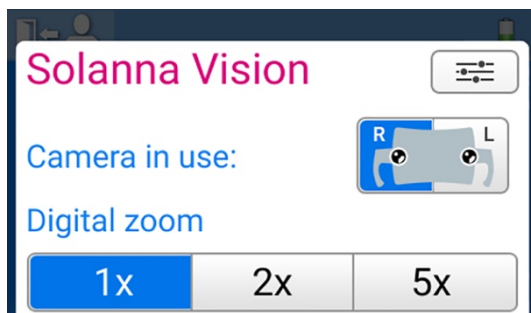 Solanna Vision
Camera in use:
R L
Digital zoom
1x 2x 5x